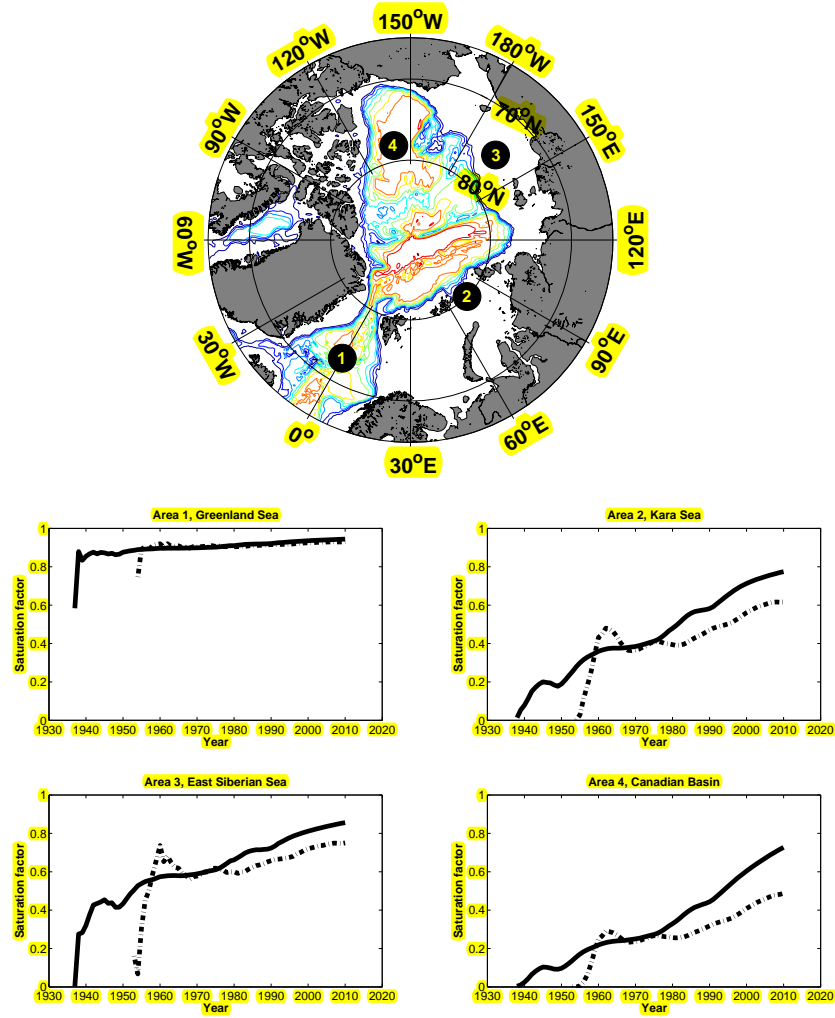 150°W
120°W
180°W
90°W
70°N
150°E
4
3
80°N
60°W
120°E
2
30°W
1
90°E
0°
60°E
30°E
Area 1, Greenland Sea
1
0.8
0.6
0.4
0.2
0
Saturation factor
1930 1940 1950 1960 1970 1980 1990 2000 2010 2020
Year
Area 2, Kara Sea
1
0.8
0.6
0.4
0.2
0
Saturation factor
1930 1940 1950 1960 1970 1980 1990 2000 2010 2020
Year
Area 3, East Siberian Sea
1
0.8
0.6
0.4
0.2
0
Saturation factor
1930 1940 1950 1960 1970 1980 1990 2000 2010 2020
Year
Area 4, Canadian Basin
1
0.8
0.6
0.4
0.2
0
Saturation factor
1930 1940 1950 1960 1970 1980 1990 2000 2010 2020
Year